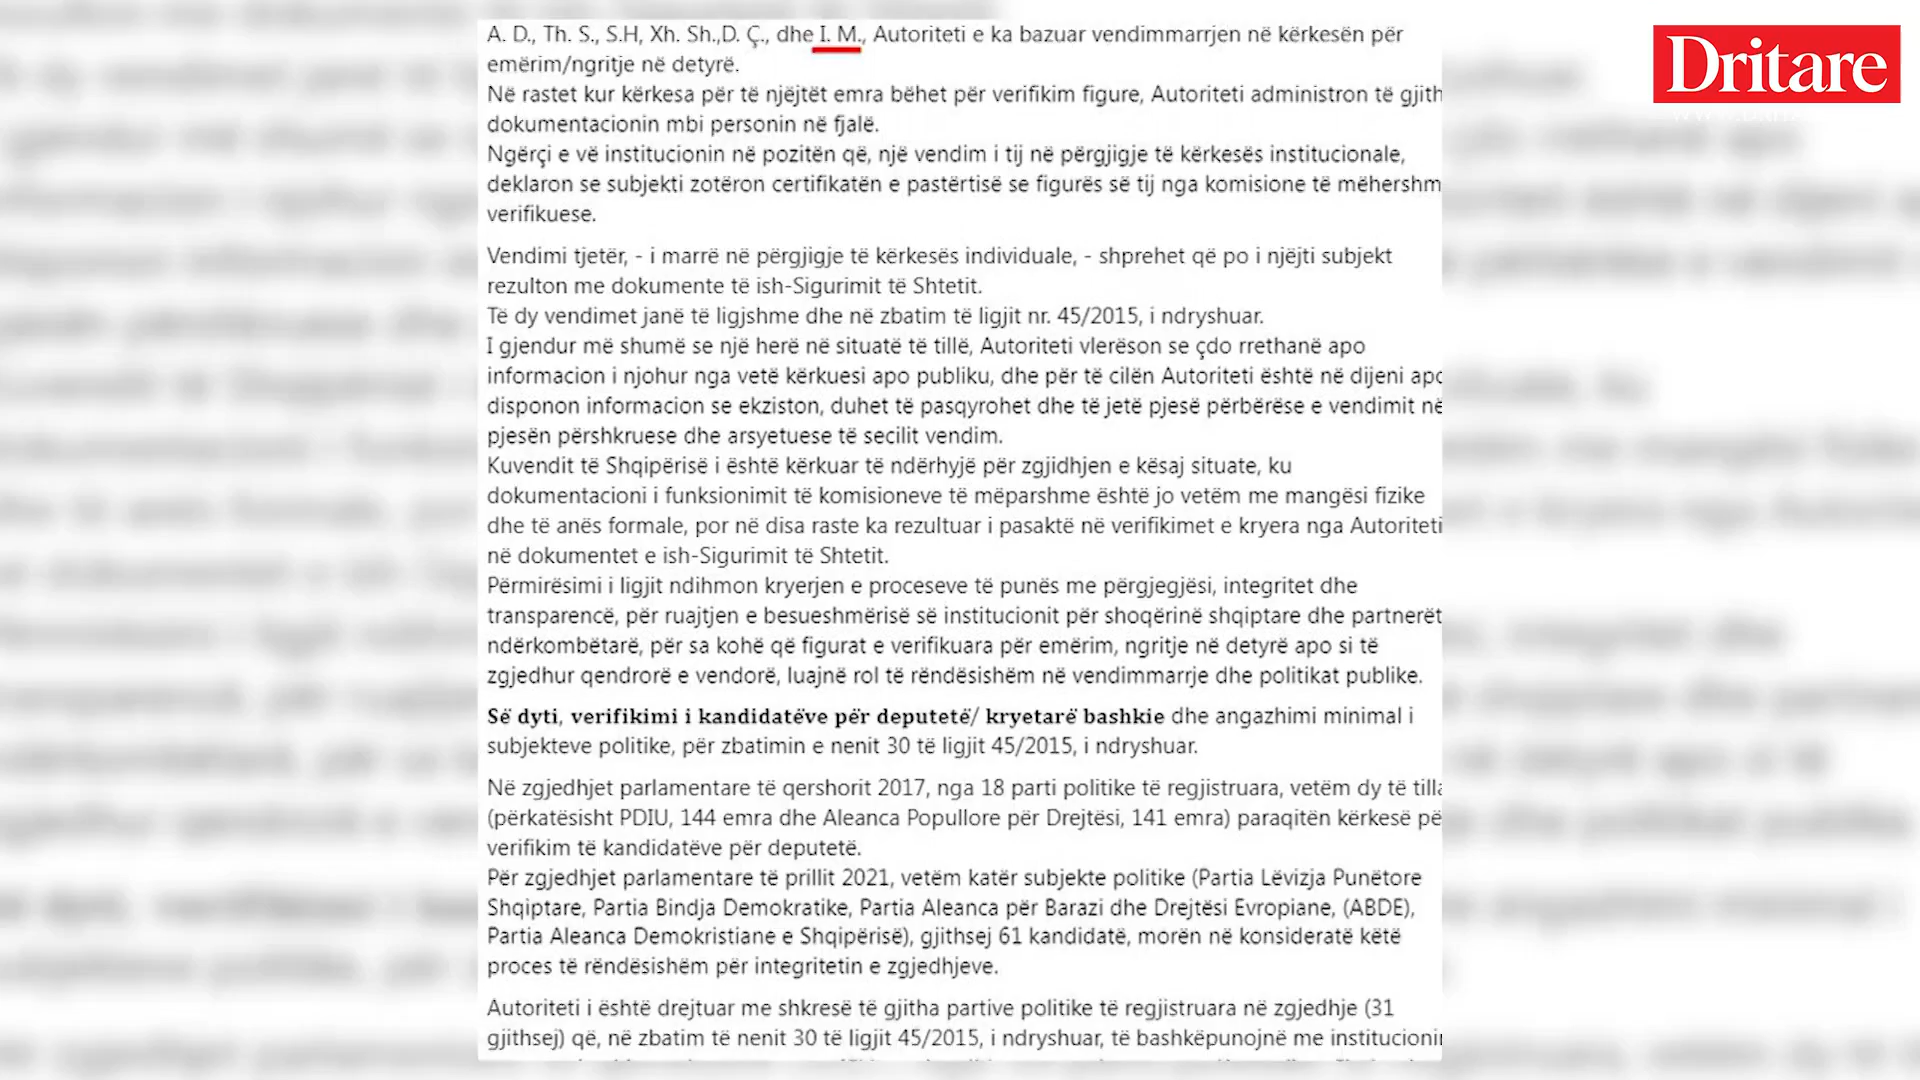 A. D., Th. S., S.H, Xh. Sh.,D. Ç., dhe I. M., Autoriteti e ka bazuar vendimmarrjen në kërkesën për
emërim/ngritje në detyrë.
Në rastet kur kërkesa për të njëjtët emra bëhet për verifikim figure, Autoriteti administron të gjith
dokumentacionin mbi personin në fjalë.
Ngërçi e vë institucionin në pozitën që, një vendim i tij në përgjigje të kërkesës institucionale,
deklaron se subjekti zotëron certifikatën e pastërtisë se figurës së tij nga komisione të mëhershm
verifikuese.
Vendimi tjetër, - i marrë në përgjigje të kërkesës individuale, - shprehet që po i njëjti subjekt
rezulton me dokumente të ish-Sigurimit të Shtetit.
Të dy vendimet janë të ligjshme dhe në zbatim të ligjit nr. 45/2015, i ndryshuar.
I gjendur më shumë se një herë në situatë të tillë, Autoriteti vlerëson se çdo rrethanë apo
informacion i njohur nga vetë kërkuesi apo publiku, dhe për të cilën Autoriteti është në dijeni apo
disponon informacion se ekziston, duhet të pasqyrohet dhe të jetë pjesë përbërëse e vendimit në
pjesën përshkruese dhe arsyetuese të secilit vendim.
Kuvendit të Shqipërisë i është kërkuar të ndërhyjë për zgjidhjen e kësaj situate, ku
dokumentacioni i funksionimit të komisioneve të mëparshme është jo vetëm me mangësi fizike
dhe të anës formale, por në disa raste ka rezultuar i pasaktë në verifikimet e kryera nga Autoriteti
në dokumentet e ish-Sigurimit të Shtetit.
Përmirësimi i ligjit ndihmon kryerjen e proceseve të punës me përgjegjësi, integritet dhe
transparencë, për ruajtjen e besueshmërisë së institucionit për shoqërinë shqiptare dhe partnerët
ndërkombëtarë, për sa kohë që figurat e verifikuara për emërim, ngritje në detyrë apo si të
zgjedhur qendrorë e vendorë, luajnë rol të rëndësishëm në vendimmarrje dhe politikat publike.
Së dyti, verifikimi i kandidatëve për deputetë/ kryetarë bashkie dhe angazhimi minimal i
subjekteve politike, për zbatimin e nenit 30 të ligjit 45/2015, i ndryshuar.
Në zgjedhjet parlamentare të qershorit 2017, nga 18 parti politike të regjistruara, vetëm dy të tilla
(përkatësisht PDIU, 144 emra dhe Aleanca Popullore për Drejtësi, 141 emra) paraqitën kërkesë pë
verifikim të kandidatëve për deputetë.
Për zgjedhjet parlamentare të prillit 2021, vetëm katër subjekte politike (Partia Lëvizja Punëtore
Shqiptare, Partia Bindja Demokratike, Partia Aleanca për Barazi dhe Drejtësi Evropiane, (ABDE),
Partia Aleanca Demokristiane e Shqipërisë), gjithsej 61 kandidatë, morën në konsideratë këtë
proces të rëndësishëm për integritetin e zgjedhjeve.
Autoriteti i është drejtuar me shkresë të gjitha partive politike të regjistruara në zgjedhje (31
gjithsej) që, në zbatim të nenit 30 të ligjit 45/2015, i ndryshuar, të bashkëpunojnë me institucionin
Dritare